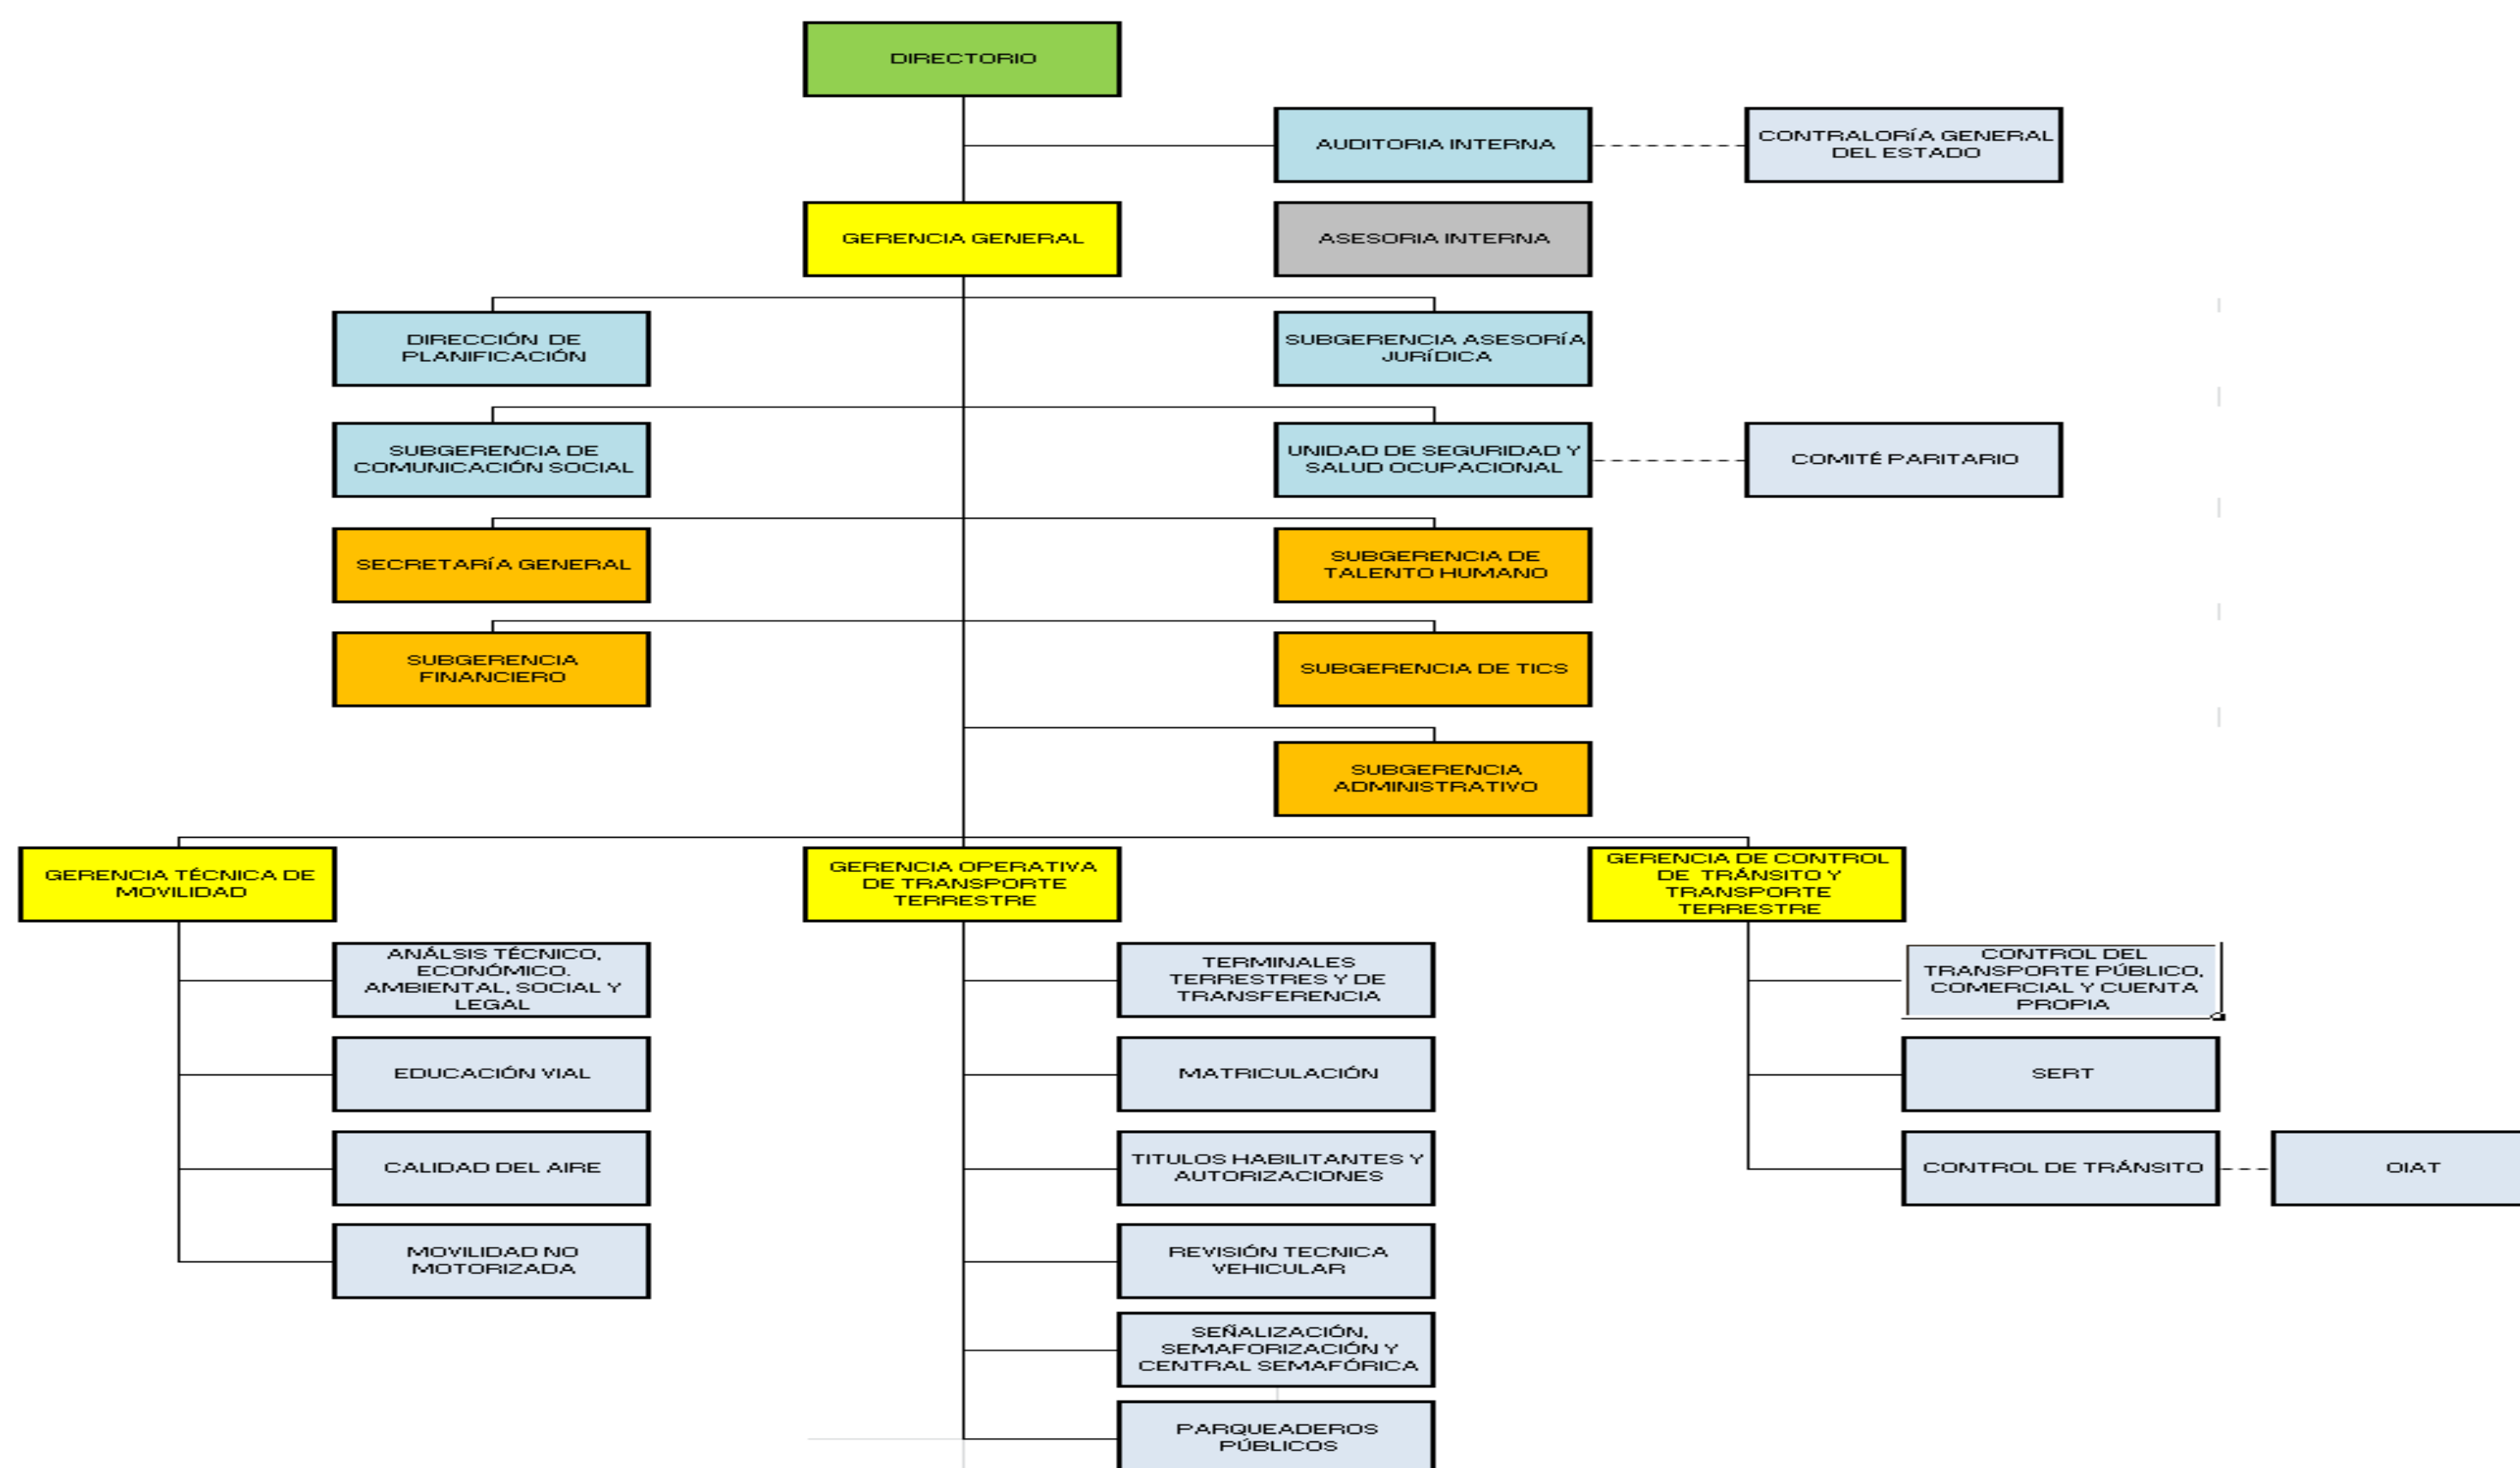 DIRECTORIO
AUDITORIA INTERNA
CONTRALORÍA GENERAL
DEL ESTADO
GERENCIA GENERAL
ASESORIA INTERNA
DIRECCIÓN DE
PLANIFICACIÓN
SUBGERENCIA ASESORÍA
JURÍDICA
SUBGERENCIA DE
COMUNICACIÓN SOCIAL
UNIDAD DE SEGURIDAD Y
SALUD OCUPACIONAL
COMITÉ PARITARIO
SECRETARÍA GENERAL
SUBGERENCIA DE
TALENTO HUMANO
SUBGERENCIA
FINANCIERO
SUBGERENCIA DE TICS
SUBGERENCIA
ADMINISTRATIVO
GERENCIA TÉCNICA DE
MOVILIDAD
GERENCIA OPERATIVA
DE TRANSPORTE
TERRESTRE
GERENCIA DE CONTROL
DE TRÁNSITO Y
TRANSPORTE
TERRESTRE
ANÁLSIS TÉCNICO,
ECONÓMICO.
AMBIENTAL, SOCIAL Y
LEGAL
TERMINALES
TERRESTRES Y DE
TRANSFERENCIA
CONTROL DEL
TRANSPORTE PÚBLICO,
COMERCIAL Y CUENTA
PROPIA
EDUCACIÓN VIAL
MATRICULACIÓN
SERT
CALIDAD DEL AIRE
TITULOS HABILITANTES Y
AUTORIZACIONES
CONTROL DE TRÁNSITO
OIAT
MOVILIDAD NO
MOTORIZADA
REVISIÓN TECNICA
VEHICULAR
SEÑALIZACIÓN,
SEMAFORIZACIÓN Y
CENTRAL SEMAFÓRICA
PARQUEADEROS
PÚBLICOS